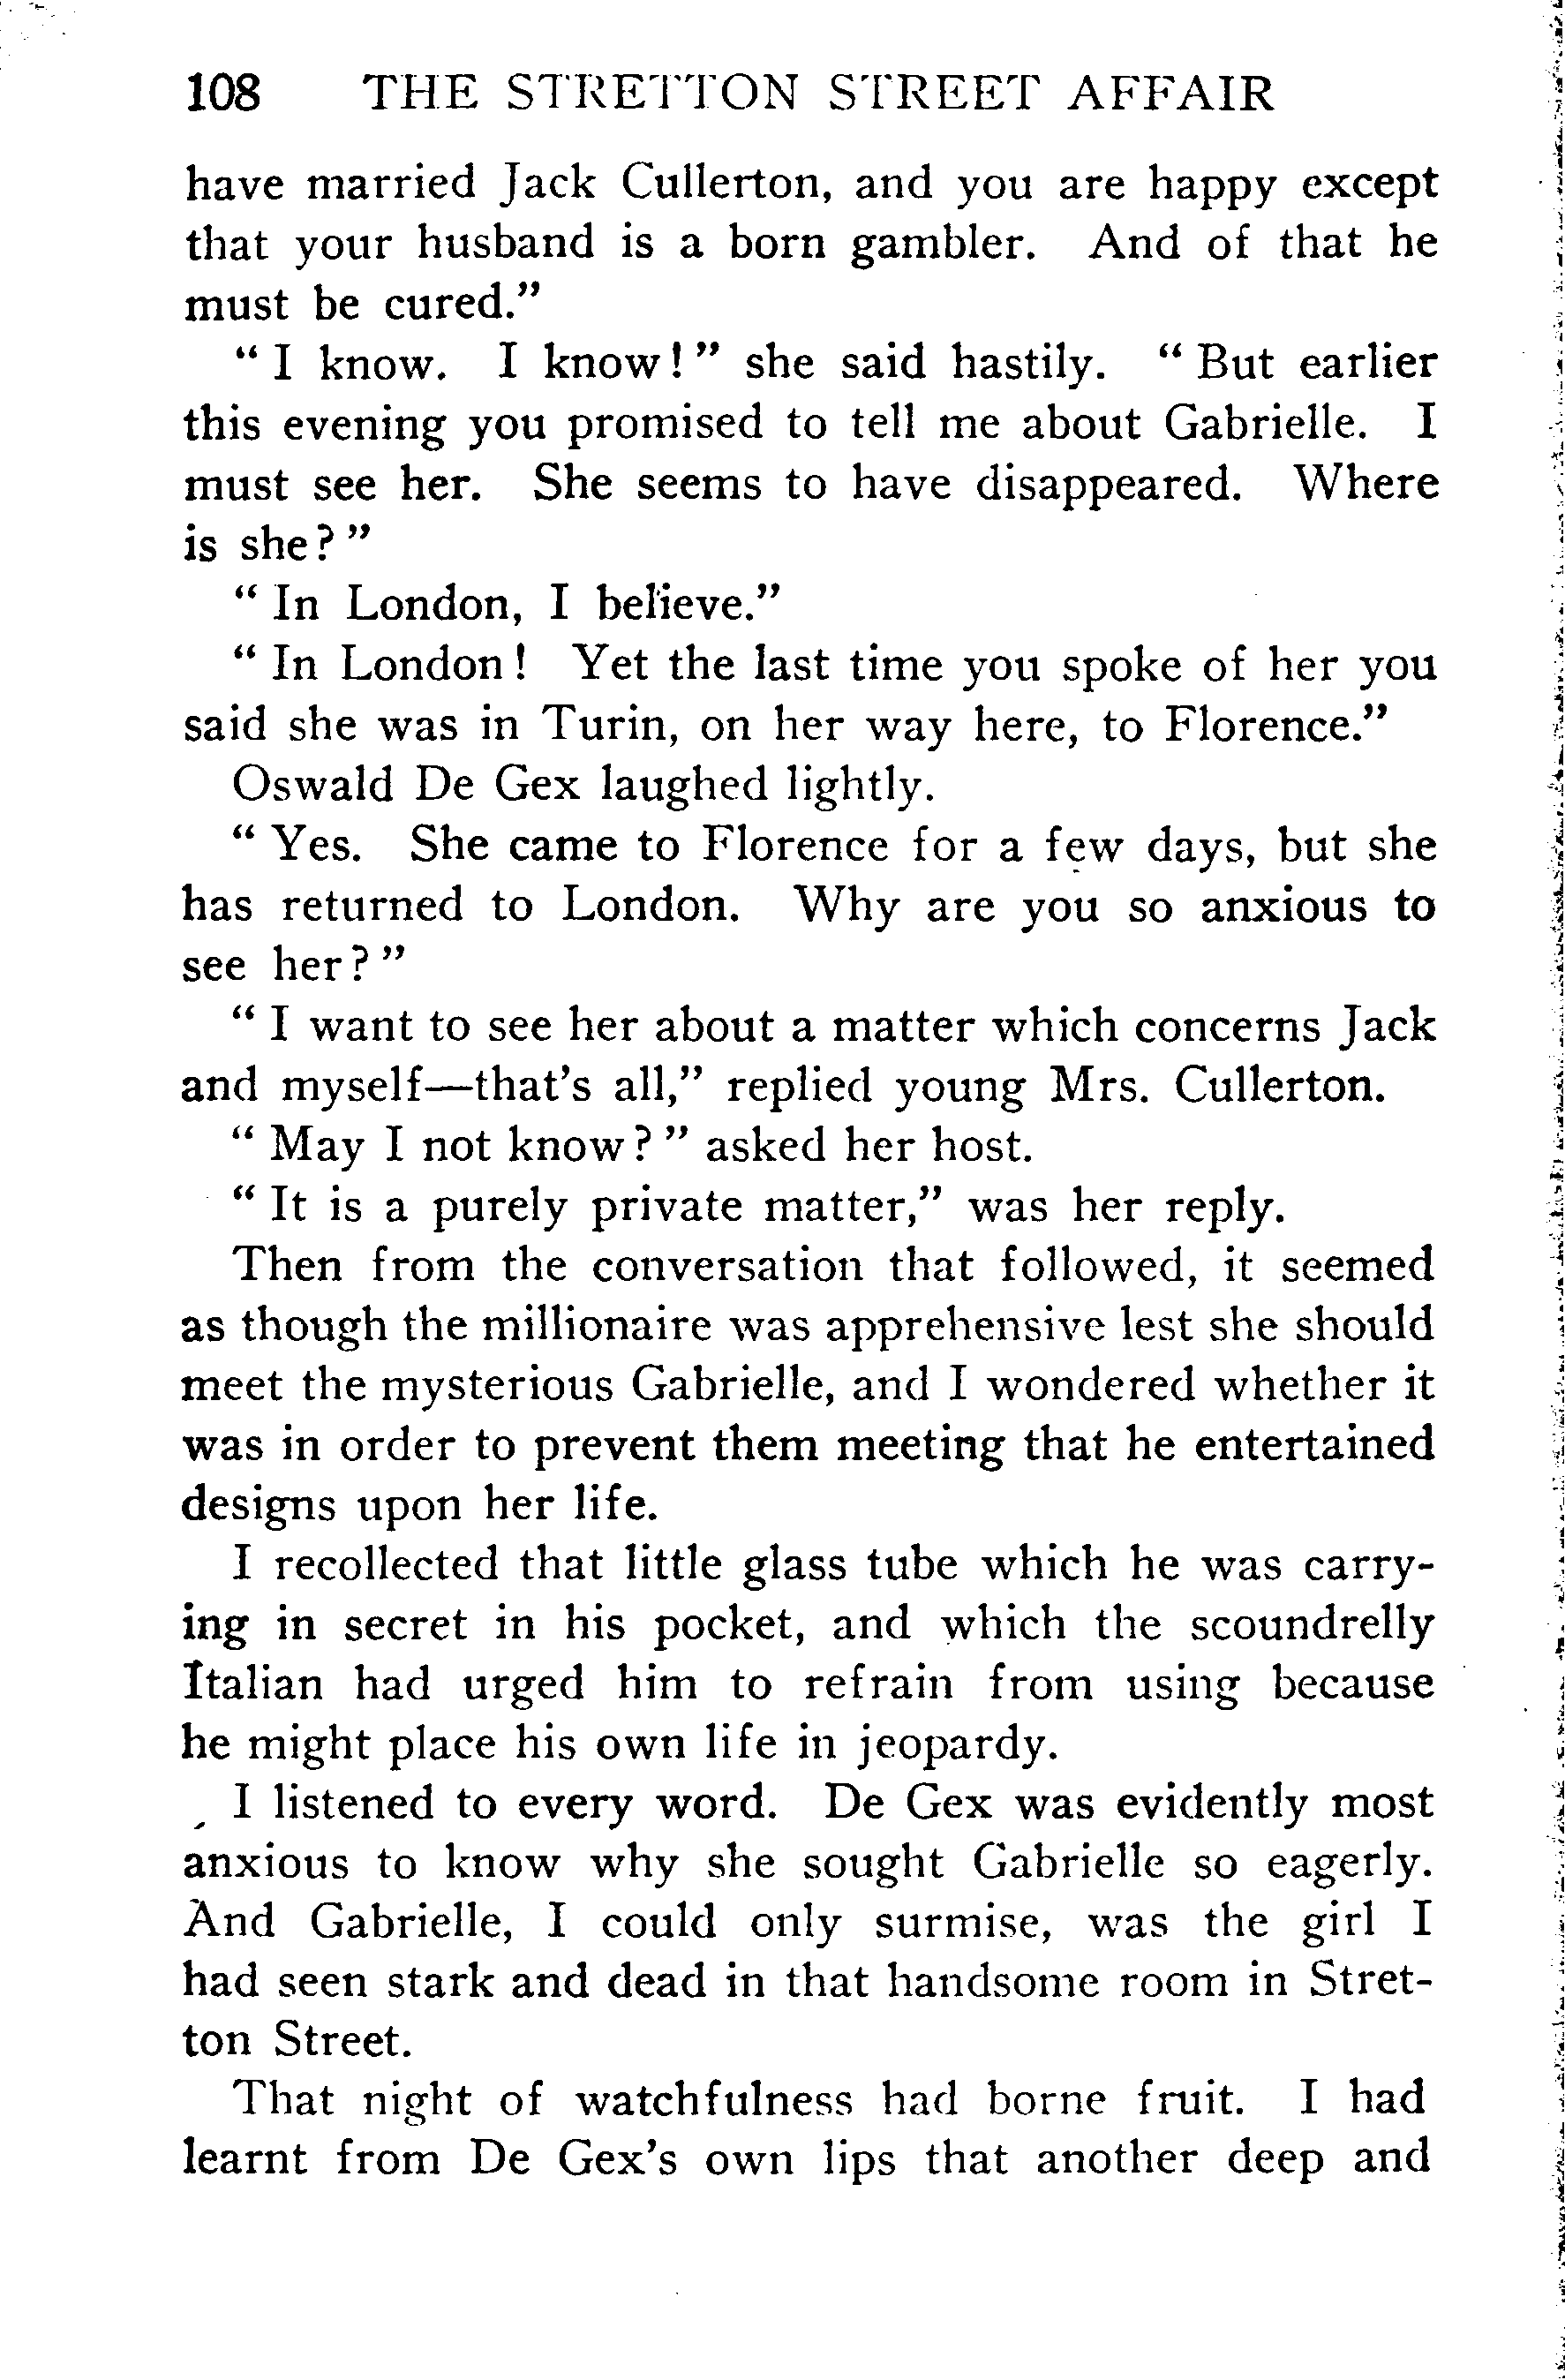 108 THE STRETTON STREET AFFAIR
have married Jack Cullerton, and you are happy except
that your husband is a born gambler. And of that he
must be cured."
"I know. I know!" she said hastily. "But earlier
this evening you promised to tell me about Gabrielle. I
must see her. She seems to have disappeared. Where
is she?"
"In London, I believe."
"In London! Yet the last time you spoke of her you
said she was in Turin, on her way here, to Florence."
Oswald De Gex laughed lightly.
"Yes. She came to Florence for a few days, but she
has returned to London. Why are you so anxious to
see her?"
"I want to see her about a matter which concerns Jack
and myself—that's all," replied young Mrs. Cullerton.
"May I not know?" asked her host.
"It is a purely private matter," was her reply.
Then from the conversation that followed, it seemed
as though the millionaire was apprehensive lest she should
meet the mysterious Gabrielle, and I wondered whether it
was in order to prevent them meeting that he entertained
designs upon her life.
I recollected that little glass tube which he was carry-
ing in secret in his pocket, and which the scoundrelly
Italian had urged him to refrain from using because
he might place his own life in jeopardy.
I listened to every word. De Gex was evidently most
anxious to know why she sought Gabrielle so eagerly.
And Gabrielle, I could only surmise, was the girl I
had seen stark and dead in that handsome room in Stret-
ton Street.
That night of watchfulness had borne fruit. I had
learnt from De Gex's own lips that another deep and